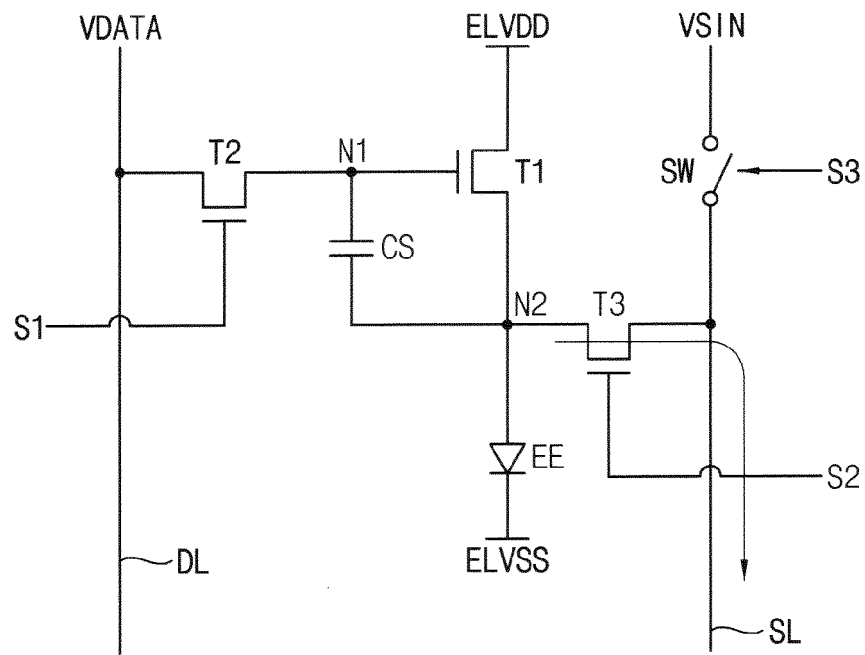 VDATA
ELVDD
VSIN
T2
N1
T1
SW
S3
CS
N2
T3
S1
EE
S2
ELVSS
DL
SL